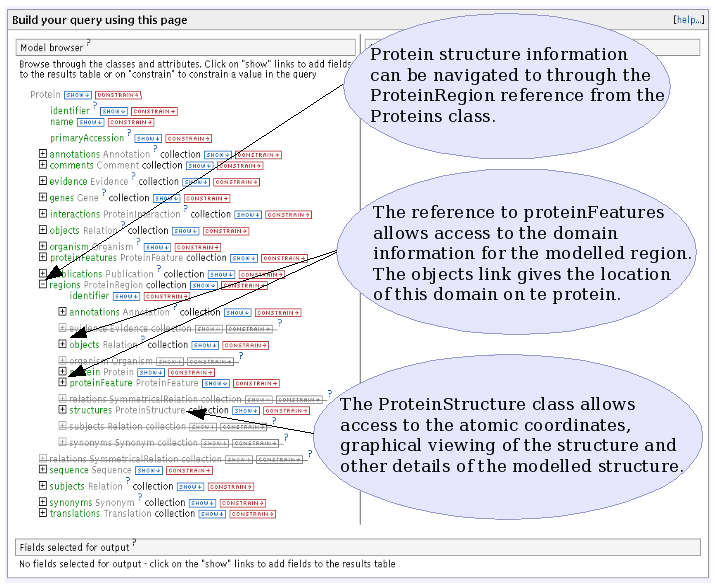 Build your query using this page
[help...]
Model browser ?
Browse through the classes and attributes. Click on "show" links to add fields
to the results table or on "constrain" to constrain a value in the query
Protein SHOW↓ CONSTRAIN→
identifier ? SHOW↓ CONSTRAIN→
name SHOW↓ CONSTRAIN→
primaryAccession ? SHOW↓ CONSTRAIN→
annotations Annotation ? collection SHOW↓ CONSTRAIN→
comments Comment collection SHOW↓ CONSTRAIN→
evidence Evidence ? collection SHOW↓ CONSTRAIN→
genes Gene ? collection SHOW↓ CONSTRAIN→
interactions ProteinInteraction ? collection SHOW↓ CONSTRAIN→
objects Relation ? collection SHOW↓ CONSTRAIN→
organism Organism ? SHOW↓ CONSTRAIN→
proteinFeatures ProteinFeature collection SHOW↓ CONSTRAIN→
publications Publication ? collection SHOW↓ CONSTRAIN→
regions ProteinRegion collection SHOW↓ CONSTRAIN→
identifier ? SHOW↓ CONSTRAIN→
annotations Annotation ? collection SHOW↓ CONSTRAIN→
evidence Evidence collection SHOW↓ CONSTRAIN→ ?
objects Relation ? collection SHOW↓ CONSTRAIN→
organism Organism SHOW↓ CONSTRAIN→ ?
protein Protein SHOW↓ CONSTRAIN→
proteinFeature ProteinFeature SHOW↓ CONSTRAIN→
relations SymmetricalRelation collection SHOW↓ CONSTRAIN→ ?
structures ProteinStructure collection SHOW↓ CONSTRAIN→
subjects Relation collection SHOW↓ CONSTRAIN→ ?
synonyms Synonym collection SHOW↓ CONSTRAIN→ ?
relations SymmetricalRelation collection SHOW↓ CONSTRAIN→ ?
sequence Sequence SHOW↓ CONSTRAIN→
subjects Relation ? collection SHOW↓ CONSTRAIN→
synonyms Synonym ? collection SHOW↓ CONSTRAIN→
translations Translation collection SHOW↓ CONSTRAIN→
Protein structure information
can be navigated to through the
ProteinRegion reference from the
Proteins class.
The reference to proteinFeatures
allows access to the domain
information for the modelled region.
The objects link gives the location
of this domain on te protein.
The ProteinStructure class allows
access to the atomic coordinates,
graphical viewing of the structure and
other details of the modelled structure.
Fields selected for output ?
No fields selected for output - click on the "show" links to add fields to the results table